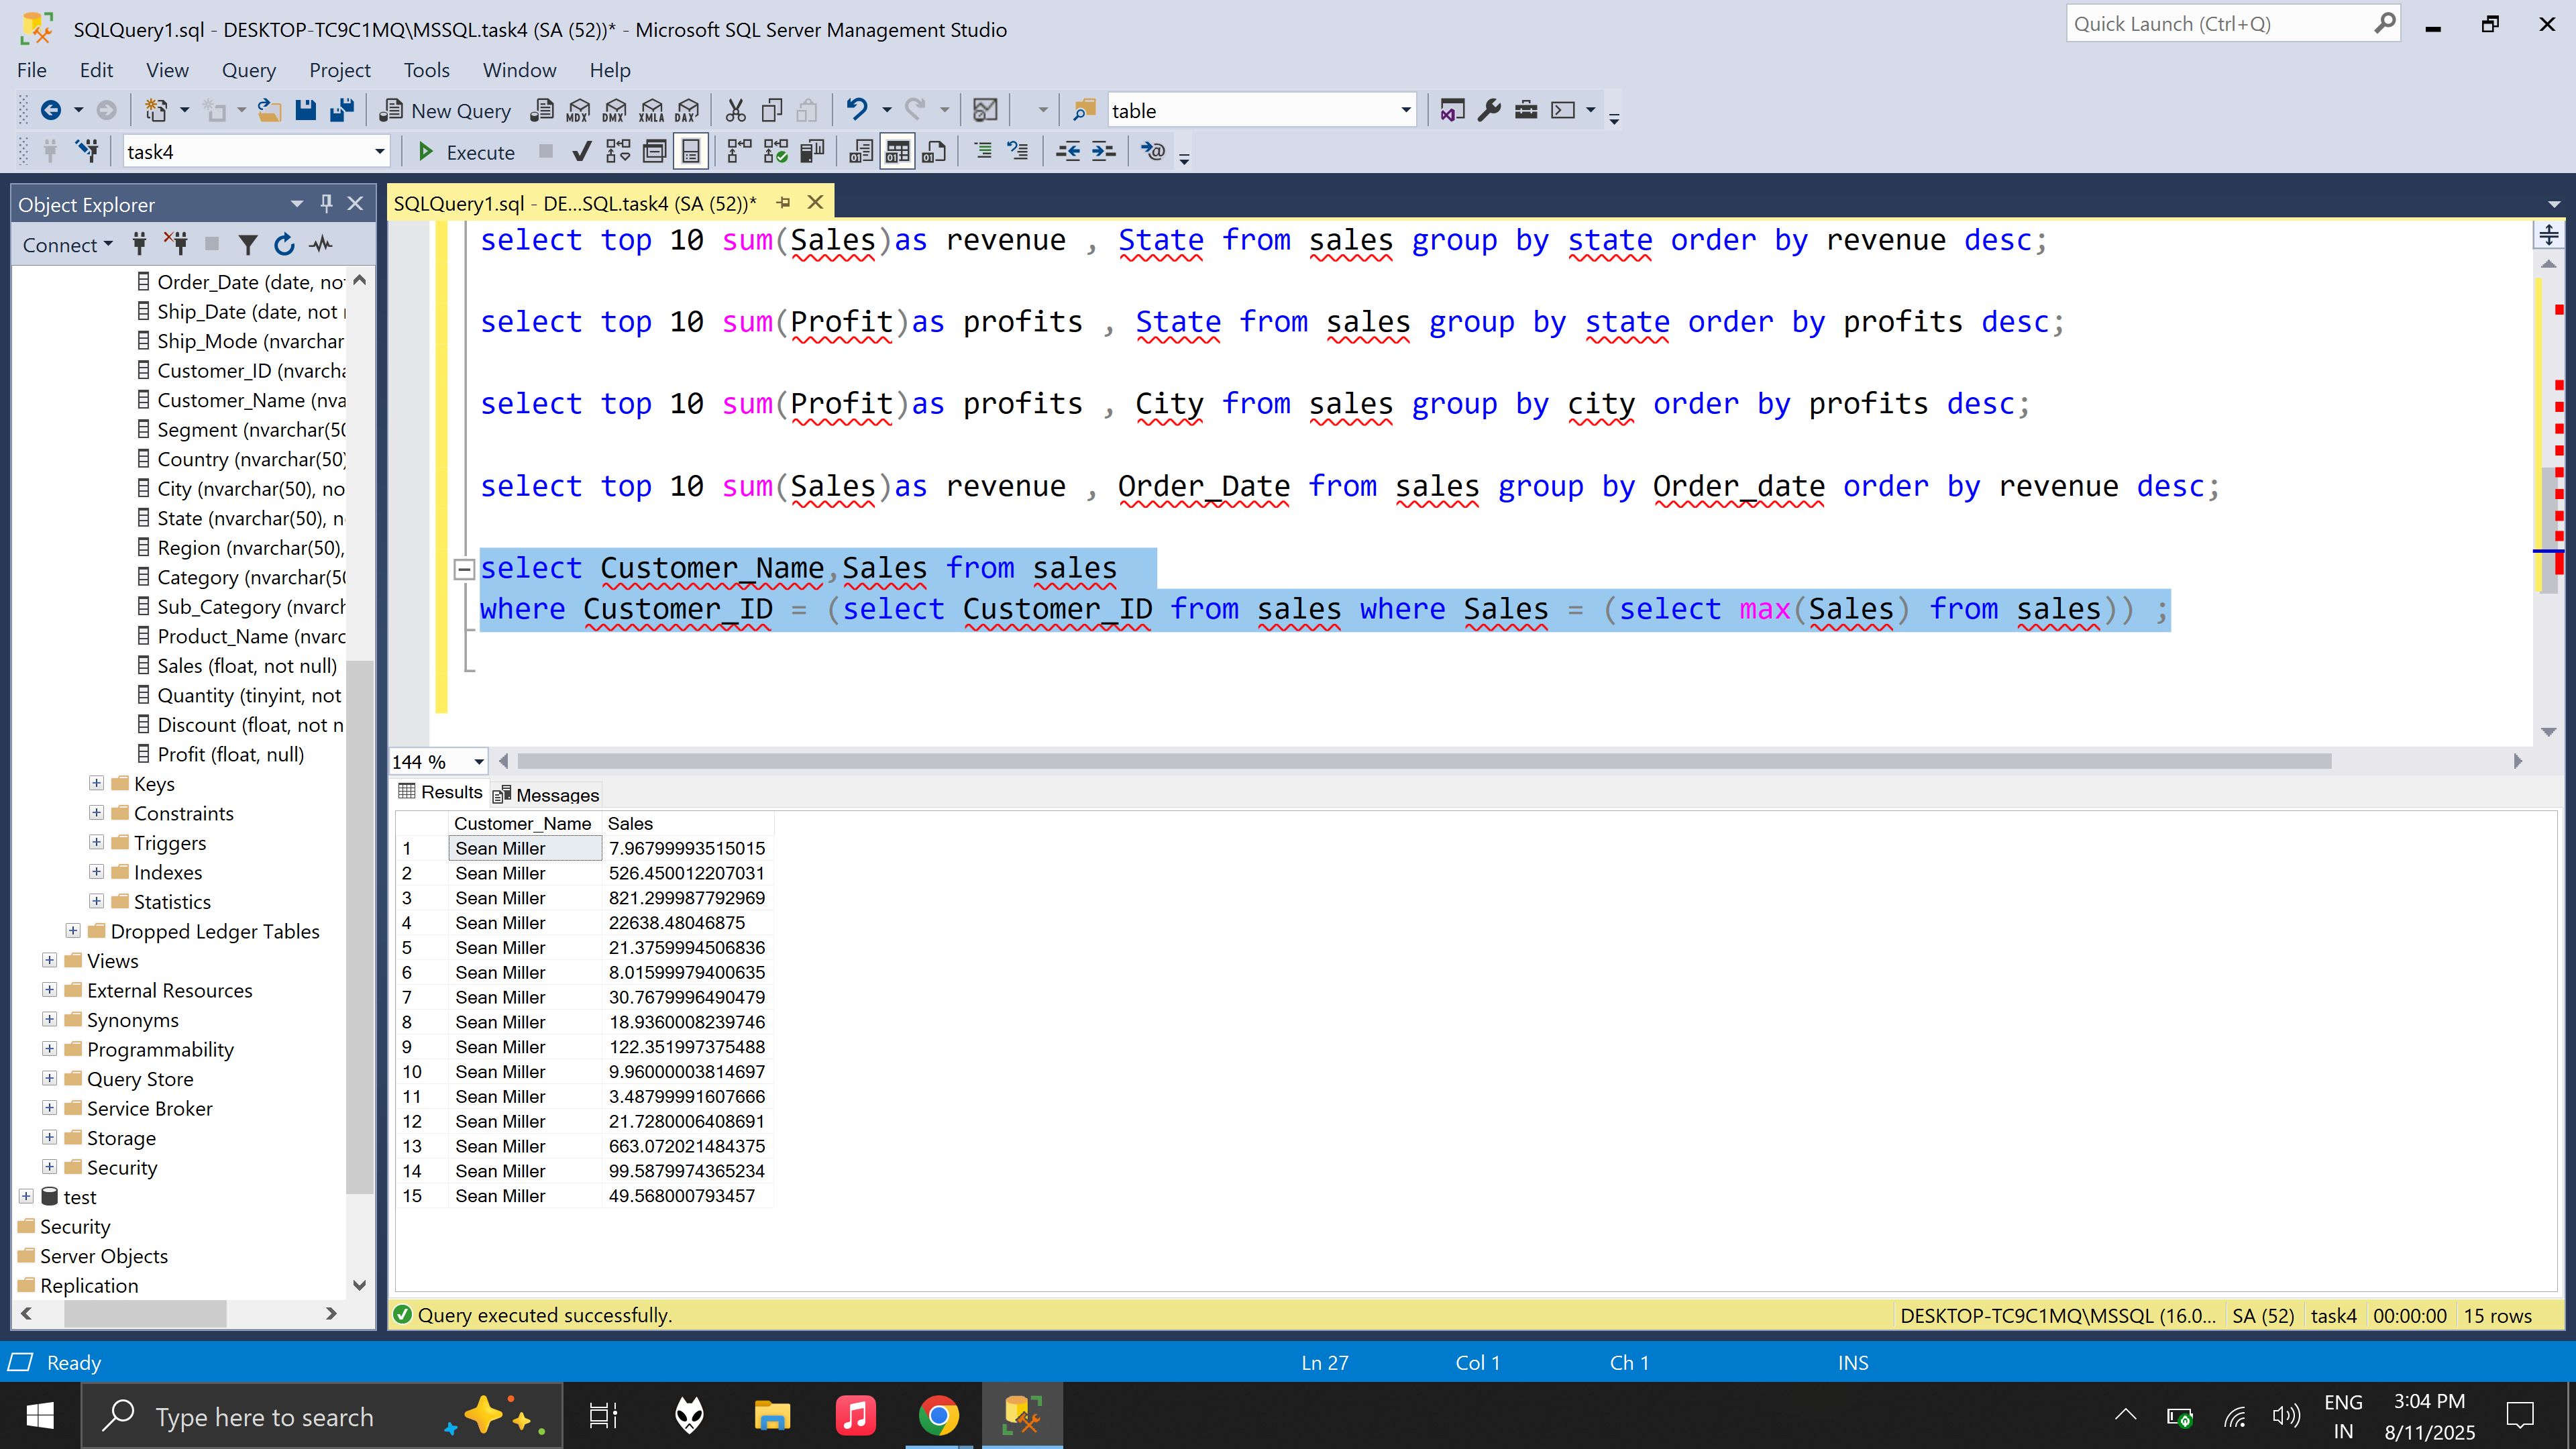 SQLQuery1.sql - DESKTOP-TC9C1MQ\MSSQL.task4 (SA (52))* - Microsoft SQL Server Management Studio
Quick Launch (Ctrl+Q)
File Edit View Query Project Tools Window Help
New Query MDX DMX XMLA DAX table
task4 Execute
Object Explorer
Connect
Order_Date (date, no
Ship_Date (date, not
Ship_Mode (nvarchar
Customer_ID (nvarch
Customer_Name (nva
Segment (nvarchar(50
Country (nvarchar(50)
City (nvarchar(50), no
State (nvarchar(50), n
Region (nvarchar(50),
Category (nvarchar(50
Sub_Category (nvarch
Product_Name (nvarc
Sales (float, not null)
Quantity (tinyint, not
Discount (float, not n
Profit (float, null)
Keys
Constraints
Triggers
Indexes
Statistics
Dropped Ledger Tables
Views
External Resources
Synonyms
Programmability
Query Store
Service Broker
Storage
Security
test
Security
Server Objects
Replication
SQLQuery1.sql - DE...SQL.task4 (SA (52))*
select top 10 sum(Sales)as revenue , State from sales group by state order by revenue desc;
select top 10 sum(Profit)as profits , State from sales group by state order by profits desc;
select top 10 sum(Profit)as profits , City from sales group by city order by profits desc;
select top 10 sum(Sales)as revenue , Order_Date from sales group by Order_date order by revenue desc;
select Customer_Name,Sales from sales
where Customer_ID = (select Customer_ID from sales where Sales = (select max(Sales) from sales)) ;
144 %
Results Messages
Customer_Name Sales
1 Sean Miller 7.96799993515015
2 Sean Miller 526.450012207031
3 Sean Miller 821.299987792969
4 Sean Miller 22638.48046875
5 Sean Miller 21.3759994506836
6 Sean Miller 8.01599979400635
7 Sean Miller 30.7679996490479
8 Sean Miller 18.9360008239746
9 Sean Miller 122.351997375488
10 Sean Miller 9.96000003814697
11 Sean Miller 3.48799991607666
12 Sean Miller 21.7280006408691
13 Sean Miller 663.072021484375
14 Sean Miller 99.5879974365234
15 Sean Miller 49.568000793457
Query executed successfully. DESKTOP-TC9C1MQ\MSSQL (16.0... SA (52) task4 00:00:00 15 rows
Ready Ln 27 Col 1 Ch 1 INS
Type here to search
ENG
IN
3:04 PM
8/11/2025